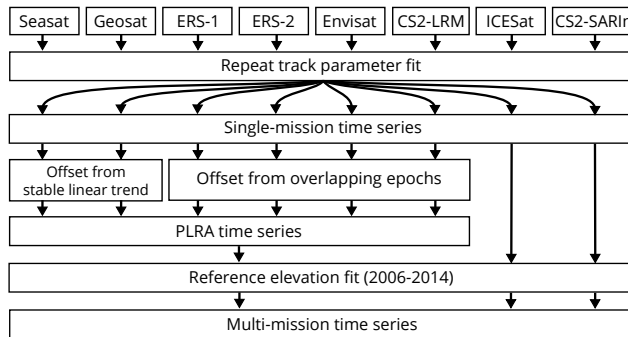 Seasat Geosat ERS-1 ERS-2 Envisat CS2-LRM ICESat CS2-SARIn
Repeat track parameter fit
Single-mission time series
Offset from
stable linear trend
Offset from overlapping epochs
PLRA time series
Reference elevation fit (2006-2014)
Multi-mission time series